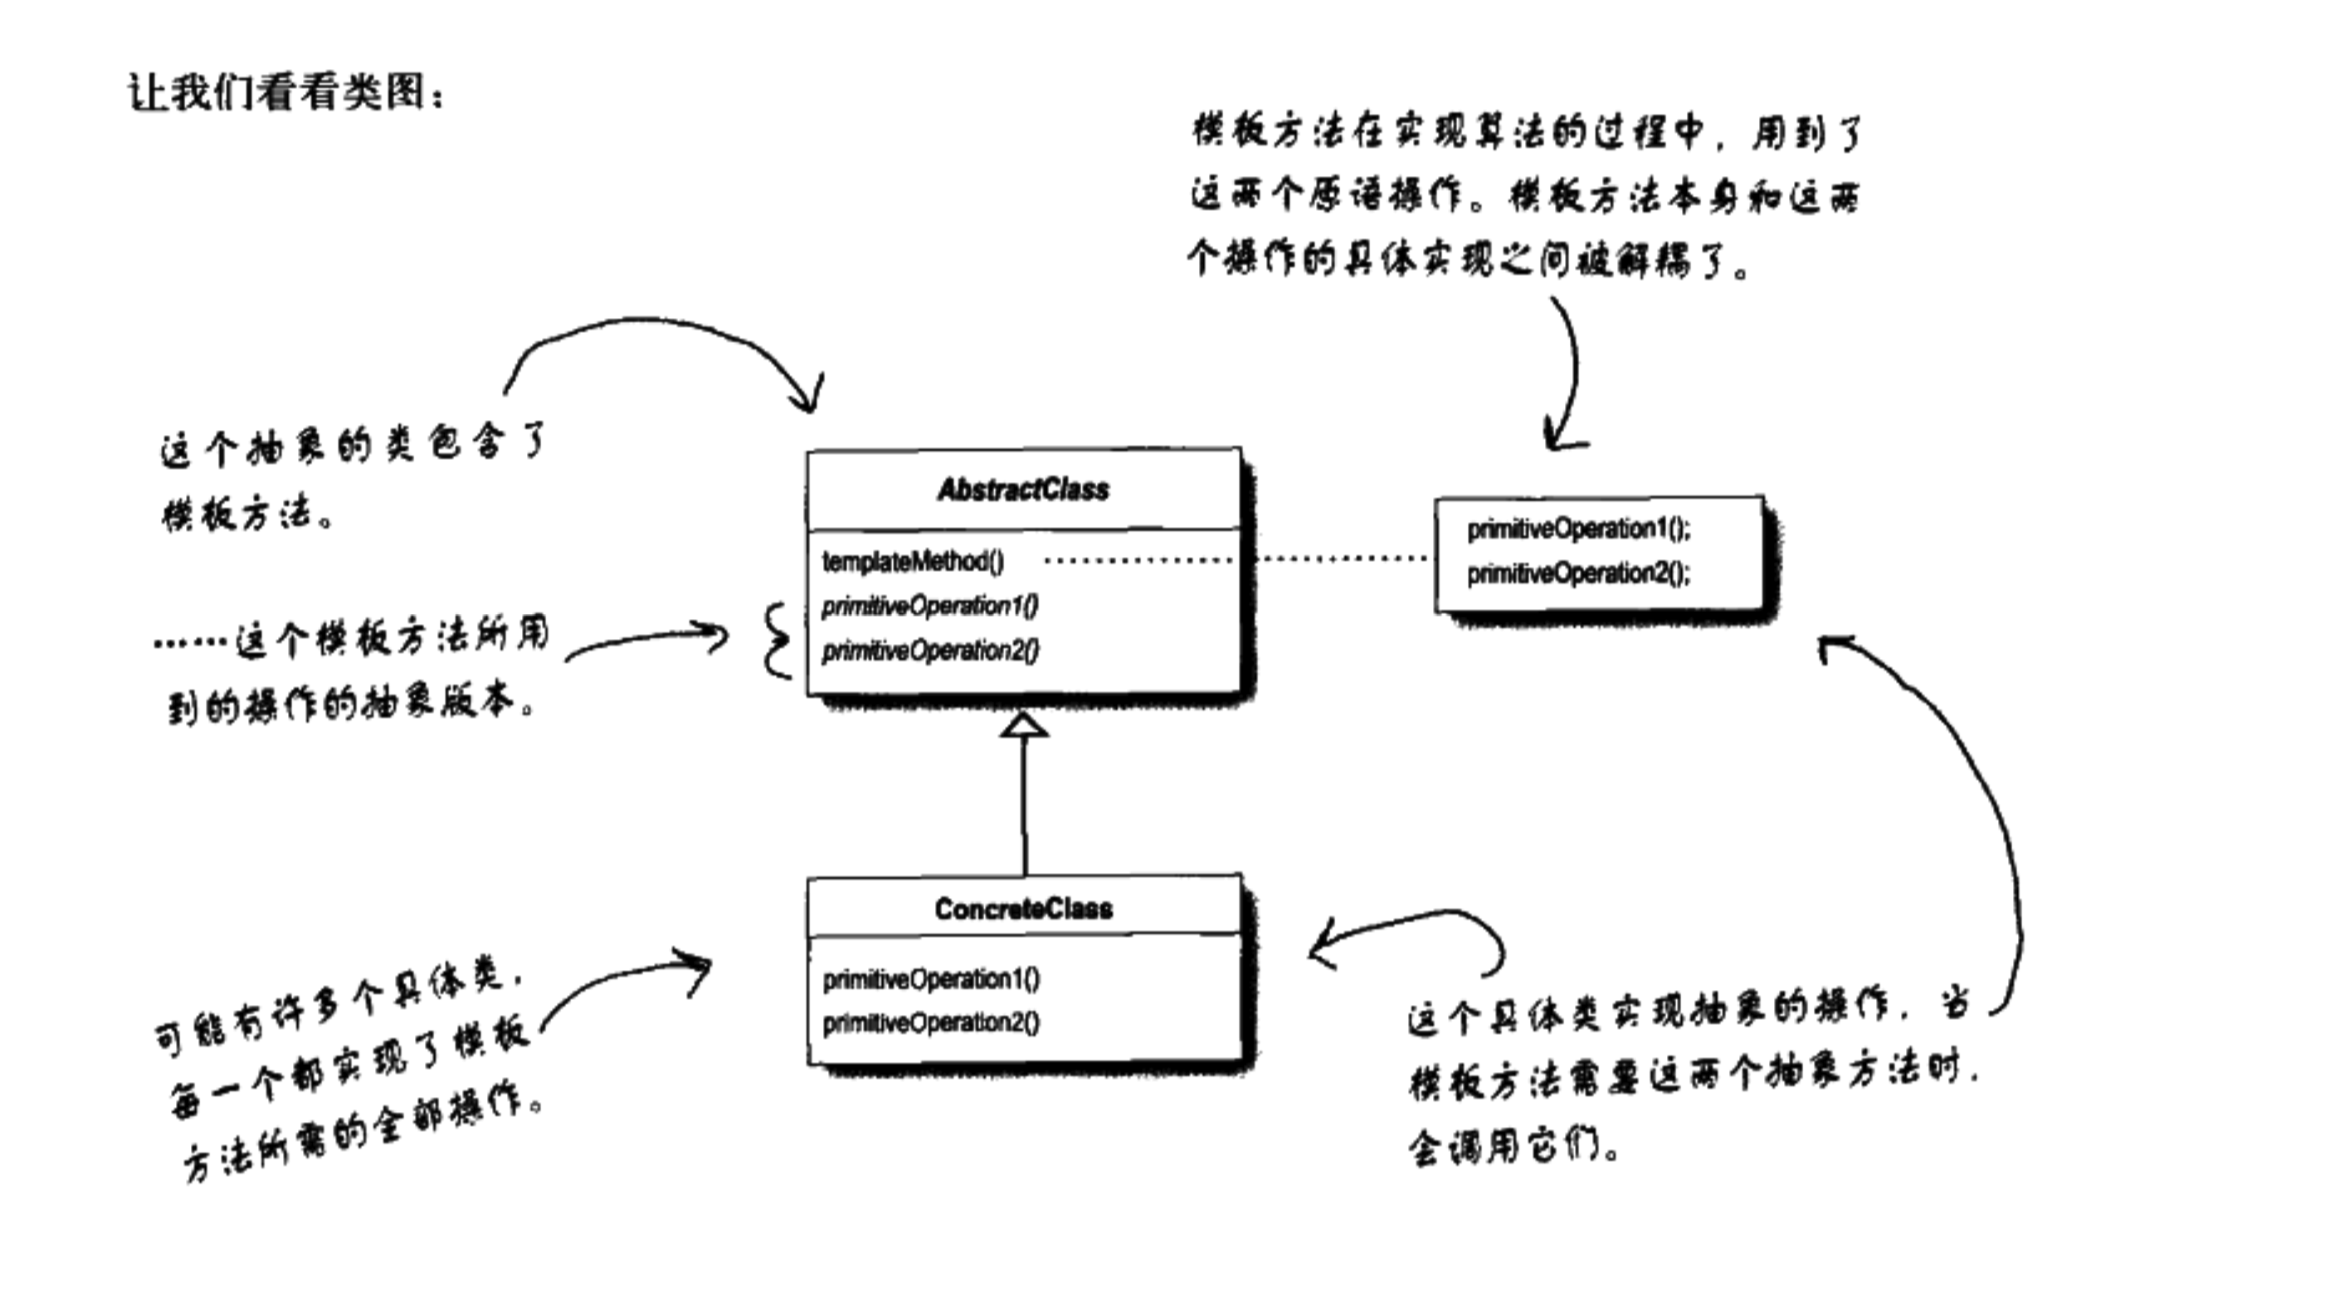 让我们看看类图：
模板方法在实现算法的过程中，用到了
这两个原语操作。模板方法本身和这两
个操作的具体实现之间被解耦了。
这个抽象的类包含了
模板方法。
AbstractClass
templateMethod()
primitiveOperation1()
primitiveOperation2()
primitiveOperation1();
primitiveOperation2();
……这个模板方法所用
到的操作的抽象版本。
ConcreteClass
primitiveOperation1()
primitiveOperation2()
可能有许多个具体类，
每一个都实现了模板
方法所需的全部操作。
这个具体类实现抽象的操作，当
模板方法需要这两个抽象方法时，
会调用它们。